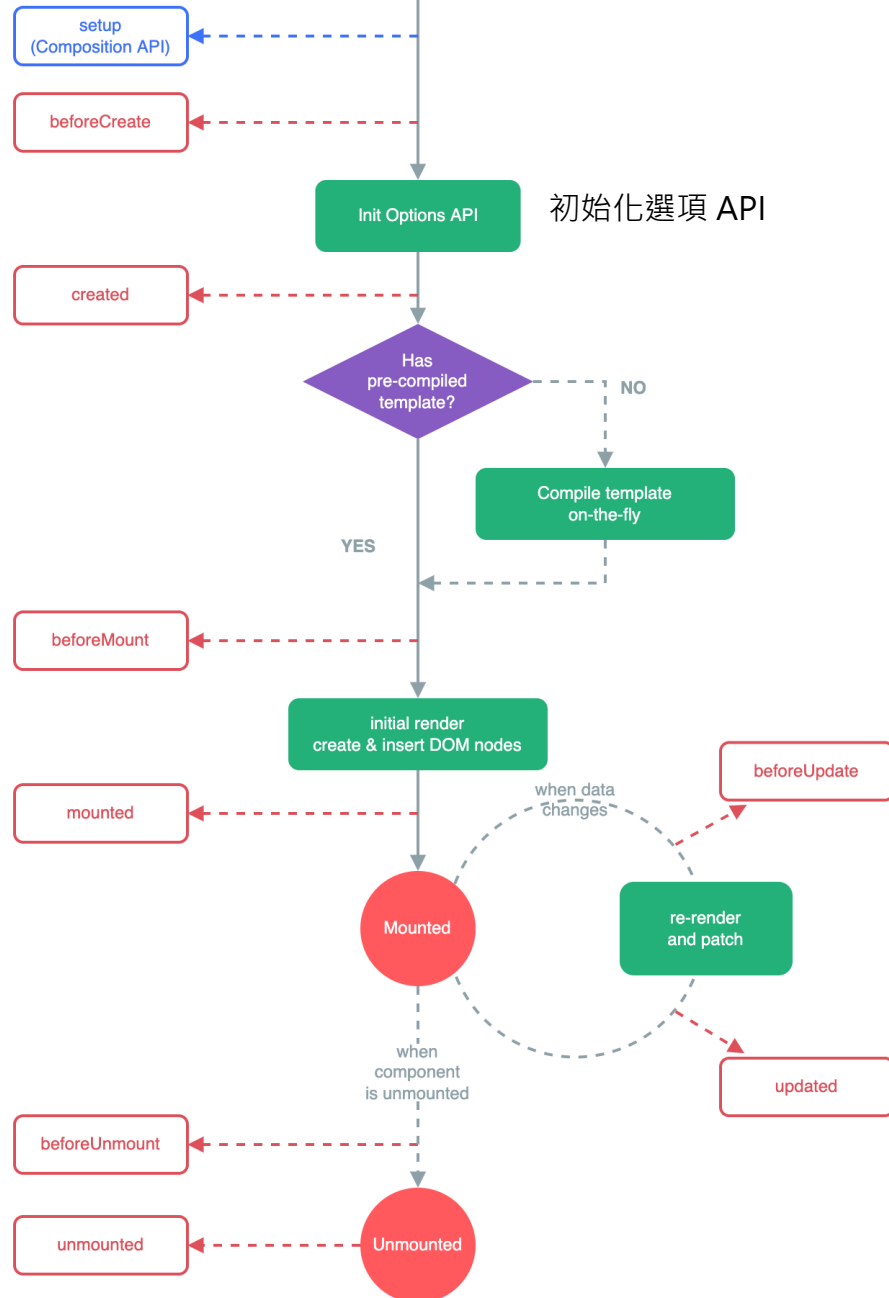 setup
(Composition API)
beforeCreate
Init Options API
初始化選項 API
created
Has
pre-compiled
template?
NO
Compile template
on-the-fly
YES
beforeMount
initial render
create & insert DOM nodes
beforeUpdate
when data
changes
mounted
Mounted
re-render
and patch
when
component
is unmounted
updated
beforeUnmount
unmounted
Unmounted